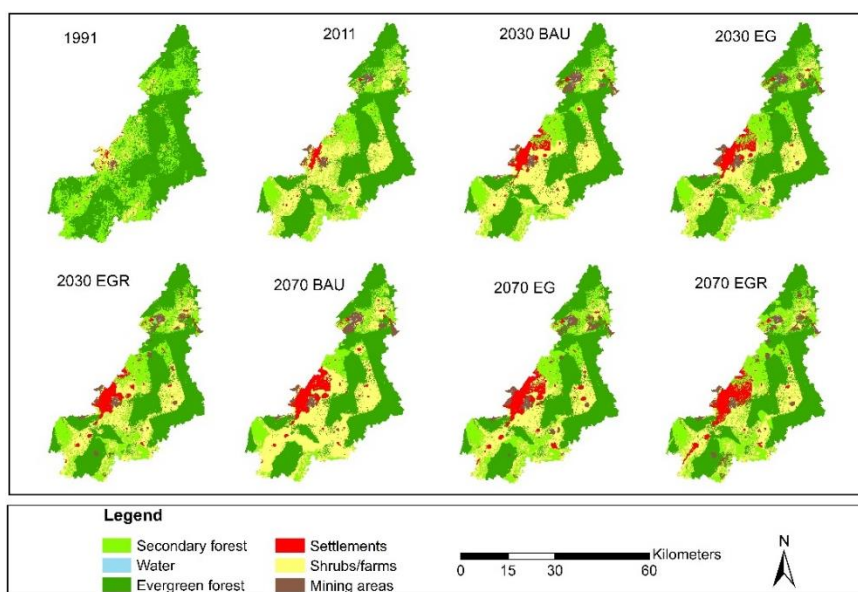 1991
2011
2030 BAU
2030 EG
2030 EGR
2070 BAU
2070 EG
2070 EGR
Legend
Secondary forest
Water
Evergreen forest
Settlements
Shrubs/farms
Mining areas
Kilometers
0 15 30 60
N